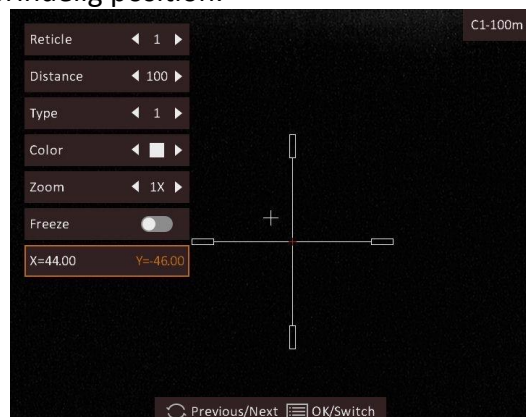 position.
C1-100m
Reticle 1
Distance 100
Type 1
Color
Zoom 1X
Freeze
X=44.00 Y=-46.00
Previous/Next OK/Switch